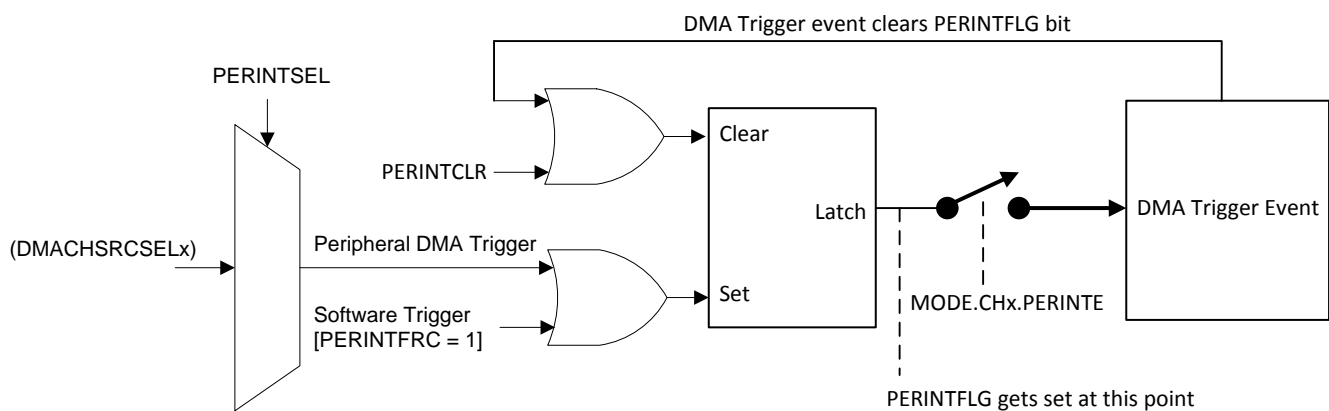 DMA Trigger event clears PERINTFLG bit
PERINTSEL
Clear
PERINTCLR
Latch
DMA Trigger Event
(DMACHSRCSELx)
Peripheral DMA Trigger
Set
MODE.CHx.PERINTE
Software Trigger
[PERINTFRC = 1]
PERINTFLG gets set at this point